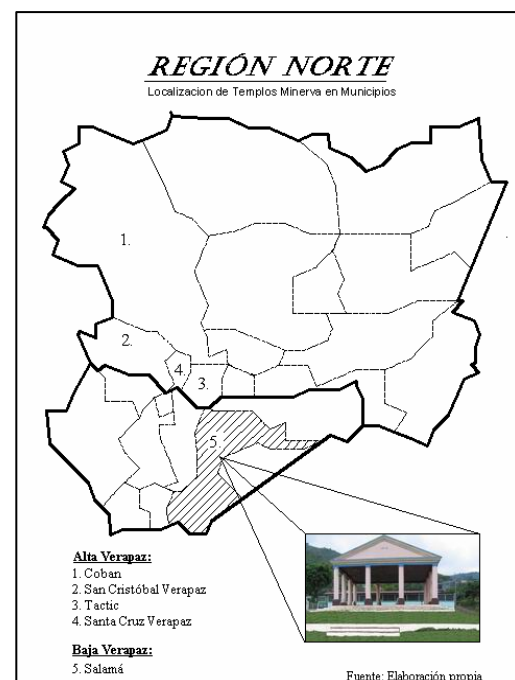 REGIÓN NORTE
Localizacion de Templos Minerva en Municipios
1.
2.
4.
3.
5.
Alta Verapaz:
1. Coban
2. San Cristóbal Verapaz
3. Tactic
4. Santa Cruz Verapaz
Baja Verapaz:
5. Salamá
Fuente: Elaboración propia